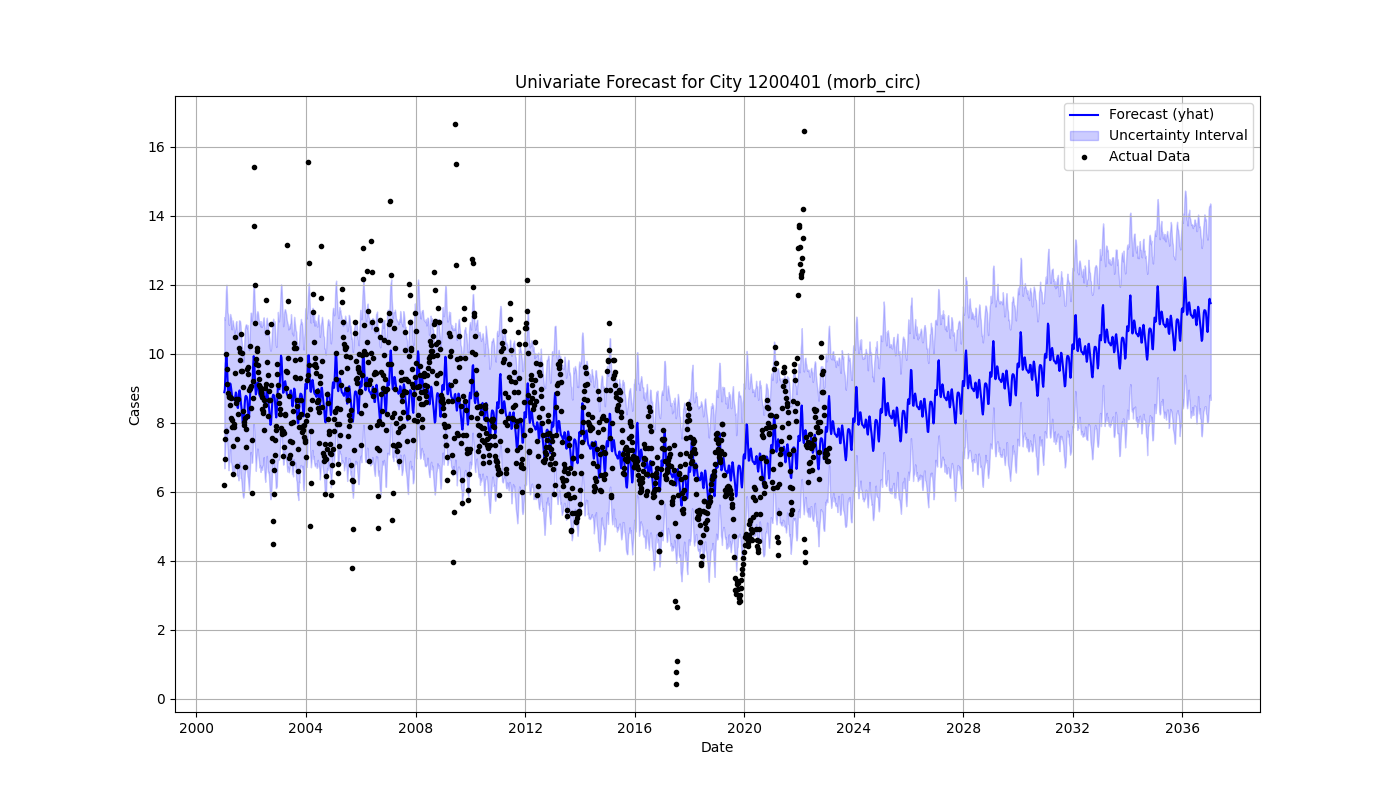 Univariate Forecast for City 1200401 (morb_circ)
Forecast (yhat)
Uncertainty Interval
Actual Data
Cases
16
14
12
10
8
6
4
2
0
2000 2004 2008 2012 2016 2020 2024 2028 2032 2036
Date